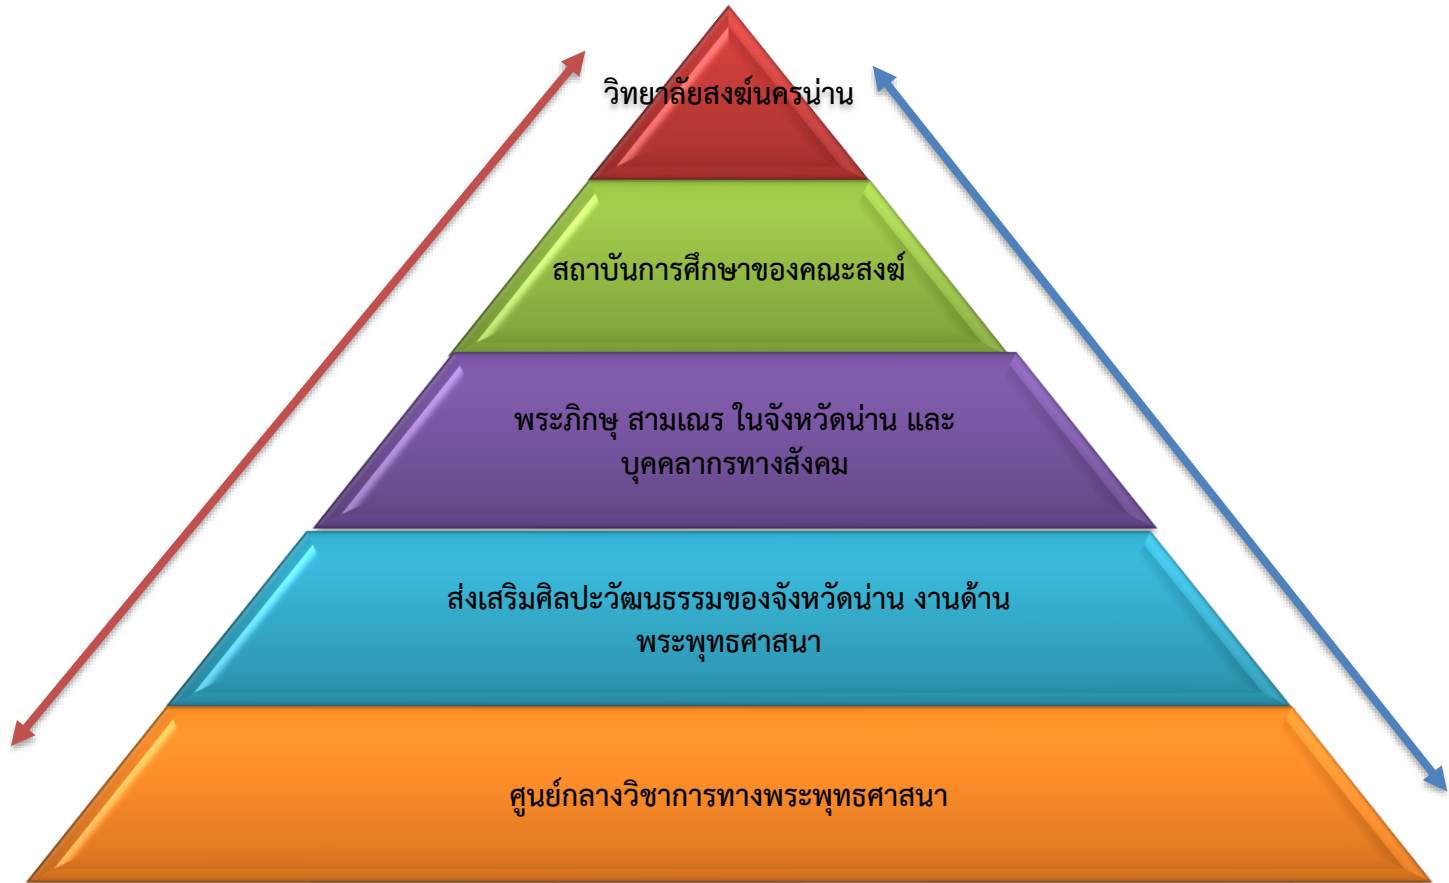 วิทยาลัยสงฆ์นครน่าน
สถาบันการศึกษาของคณะสงฆ์
พระภิกษุ สามเณร ในจังหวัดน่าน และ
บุคคลากรทางสังคม
ส่งเสริมศิลปะวัฒนธรรมของจังหวัดน่าน งานด้าน
พระพุทธศาสนา
ศูนย์กลางวิชาการทางพระพุทธศาสนา